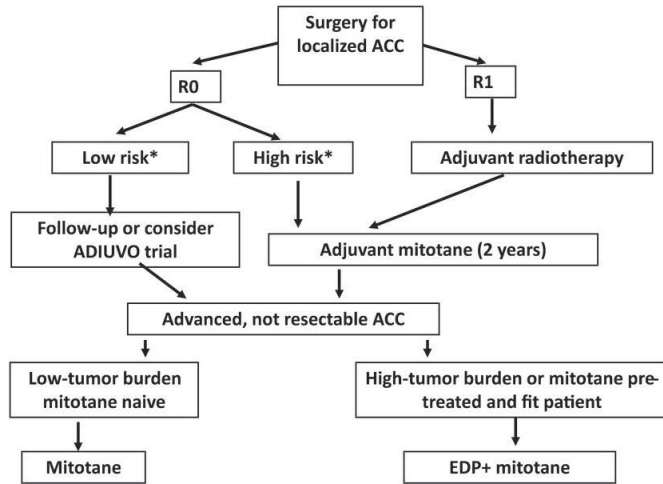 Surgery for
localized ACC
R0
R1
Low risk*
High risk*
Adjuvant radiotherapy
Follow-up or consider
ADIUVO trial
Adjuvant mitotane (2 years)
Advanced, not resectable ACC
Low-tumor burden
mitotane naive
High-tumor burden or mitotane pre-
treated and fit patient
Mitotane
EDP+ mitotane